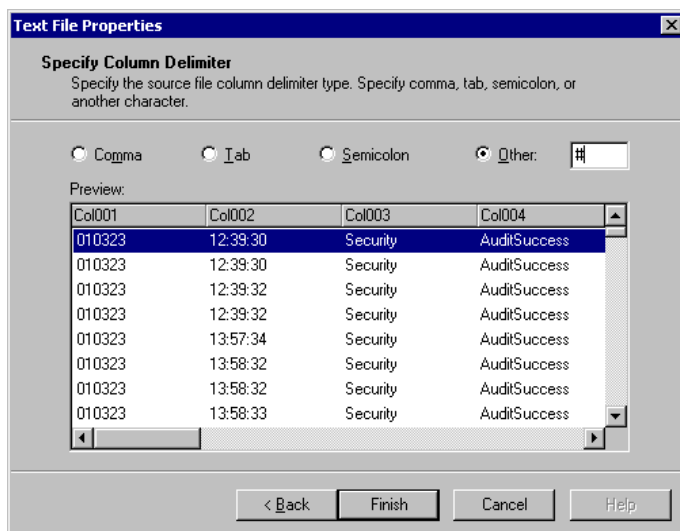 Text File Properties
Specify Column Delimiter
Specify the source file column delimiter type. Specify comma, tab, semicolon, or
another character.
Comma Tab Semicolon Other: #
Preview:
Col001 Col002 Col003 Col004
010323 12:39:30 Security AuditSuccess
010323 12:39:30 Security AuditSuccess
010323 12:39:32 Security AuditSuccess
010323 12:39:32 Security AuditSuccess
010323 13:57:34 Security AuditSuccess
010323 13:58:32 Security AuditSuccess
010323 13:58:32 Security AuditSuccess
010323 13:58:33 Security AuditSuccess
< Back Finish Cancel Help